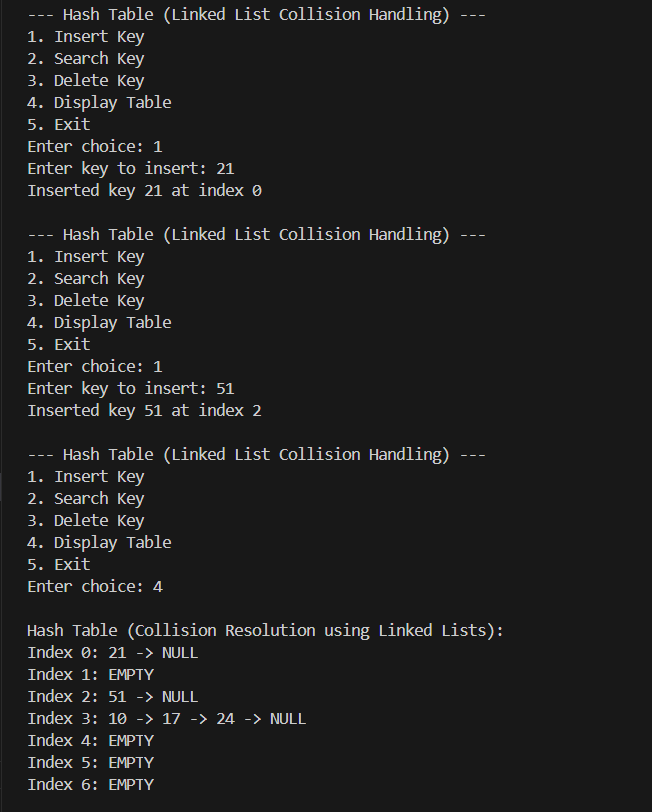 --- Hash Table (Linked List Collision Handling) ---
1. Insert Key
2. Search Key
3. Delete Key
4. Display Table
5. Exit
Enter choice: 1
Enter key to insert: 21
Inserted key 21 at index 0

--- Hash Table (Linked List Collision Handling) ---
1. Insert Key
2. Search Key
3. Delete Key
4. Display Table
5. Exit
Enter choice: 1
Enter key to insert: 51
Inserted key 51 at index 2

--- Hash Table (Linked List Collision Handling) ---
1. Insert Key
2. Search Key
3. Delete Key
4. Display Table
5. Exit
Enter choice: 4

Hash Table (Collision Resolution using Linked Lists):
Index 0: 21 -> NULL
Index 1: EMPTY
Index 2: 51 -> NULL
Index 3: 10 -> 17 -> 24 -> NULL
Index 4: EMPTY
Index 5: EMPTY
Index 6: EMPTY